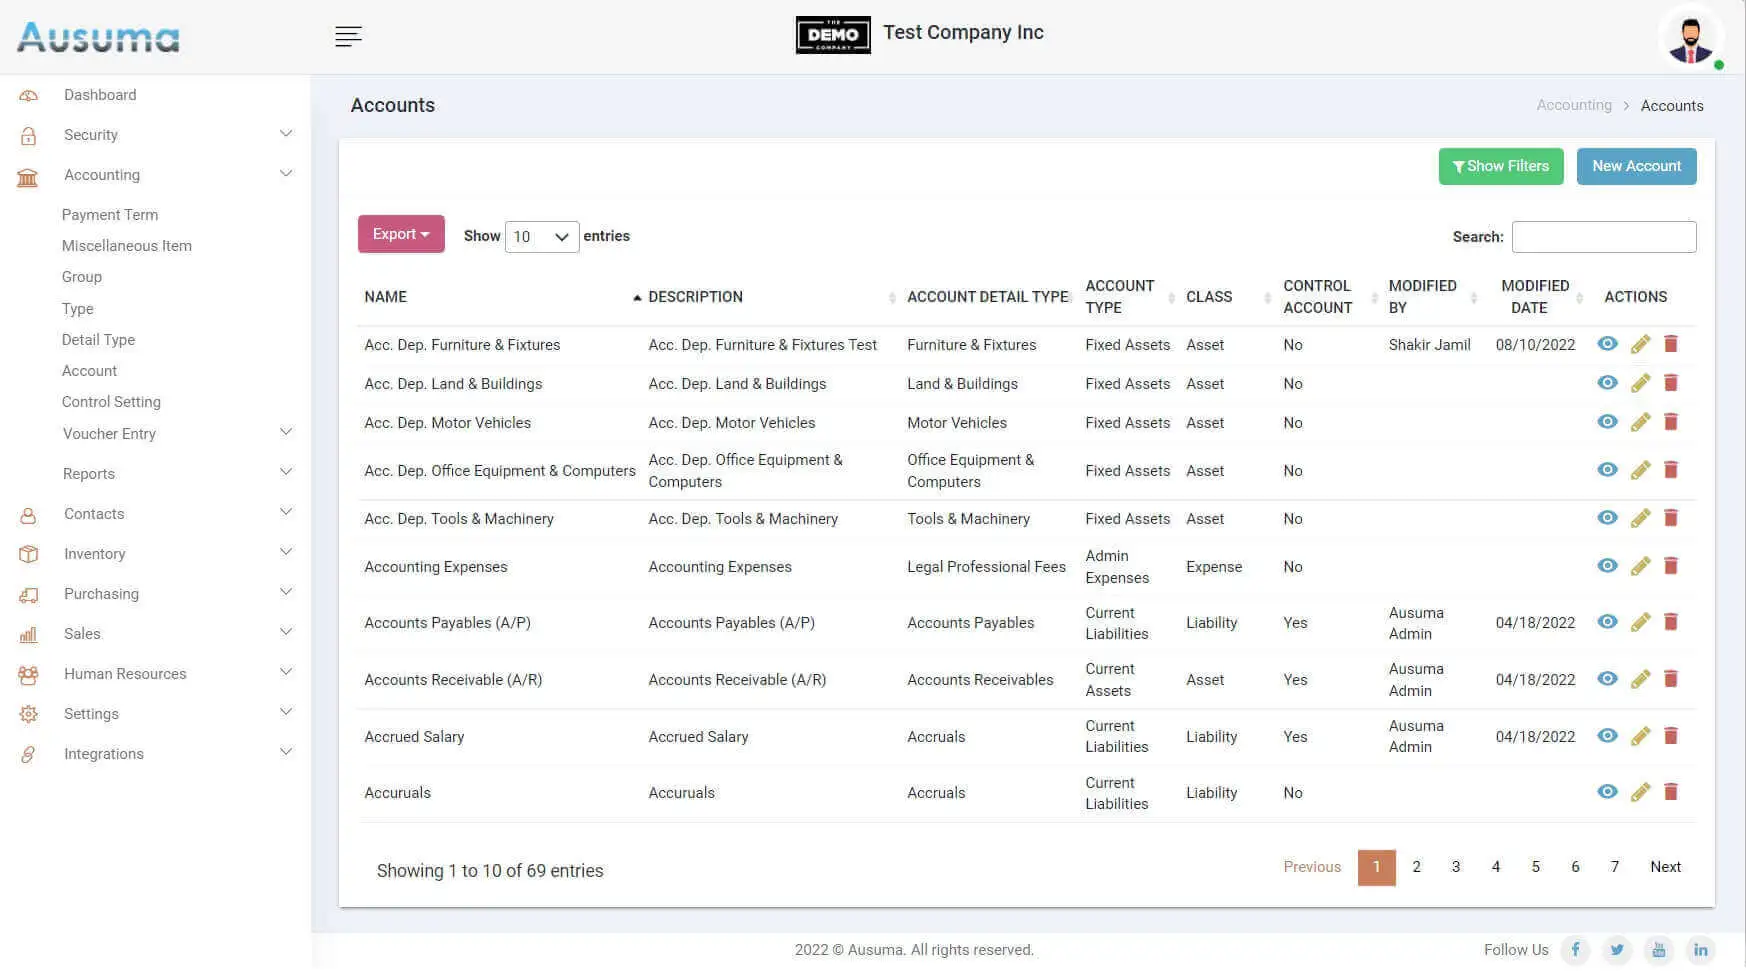 Ausuma
THE
DEMO
COMPANY
Test Company Inc
Dashboard
Security
Accounting
Payment Term
Miscellaneous Item
Group
Type
Detail Type
Account
Control Setting
Voucher Entry
Reports
Contacts
Inventory
Purchasing
Sales
Human Resources
Settings
Integrations
Accounts
Accounting > Accounts
Show Filters
New Account
Export
Show 10 entries
Search:
NAME DESCRIPTION ACCOUNT DETAIL TYPE ACCOUNT TYPE CLASS CONTROL ACCOUNT MODIFIED BY MODIFIED DATE ACTIONS
Acc. Dep. Furniture & Fixtures Acc. Dep. Furniture & Fixtures Test Furniture & Fixtures Fixed Assets Asset No Shakir Jamil 08/10/2022
Acc. Dep. Land & Buildings Acc. Dep. Land & Buildings Land & Buildings Fixed Assets Asset No
Acc. Dep. Motor Vehicles Acc. Dep. Motor Vehicles Motor Vehicles Fixed Assets Asset No
Acc. Dep. Office Equipment & Computers Acc. Dep. Office Equipment & Computers Office Equipment & Computers Fixed Assets Asset No
Acc. Dep. Tools & Machinery Acc. Dep. Tools & Machinery Tools & Machinery Fixed Assets Asset No
Accounting Expenses Accounting Expenses Legal Professional Fees Admin Expenses Expense No
Accounts Payables (A/P) Accounts Payables (A/P) Accounts Payables Current Liabilities Liability Yes Ausuma Admin 04/18/2022
Accounts Receivable (A/R) Accounts Receivable (A/R) Accounts Receivables Current Assets Asset Yes Ausuma Admin 04/18/2022
Accrued Salary Accrued Salary Accruals Current Liabilities Liability Yes Ausuma Admin 04/18/2022
Accuruals Accuruals Accruals Current Liabilities Liability No
Showing 1 to 10 of 69 entries
Previous 1 2 3 4 5 6 7 Next
2022 © Ausuma. All rights reserved.
Follow Us